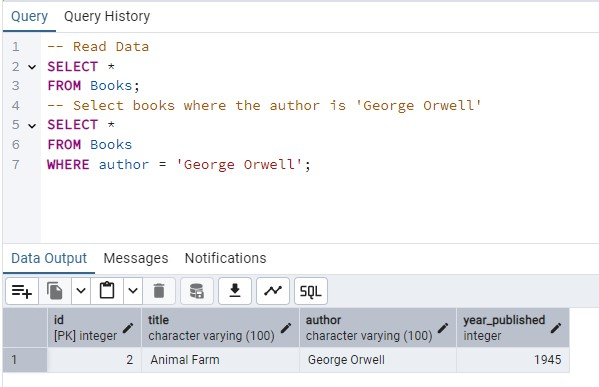 Query Query History
1 -- Read Data
2 SELECT *
3 FROM Books;
4 -- Select books where the author is 'George Orwell'
5 SELECT *
6 FROM Books
7 WHERE author = 'George Orwell';
Data Output Messages Notifications
SQL
id title author year_published
[PK] integer character varying (100) character varying (100) integer
1 2 Animal Farm George Orwell 1945